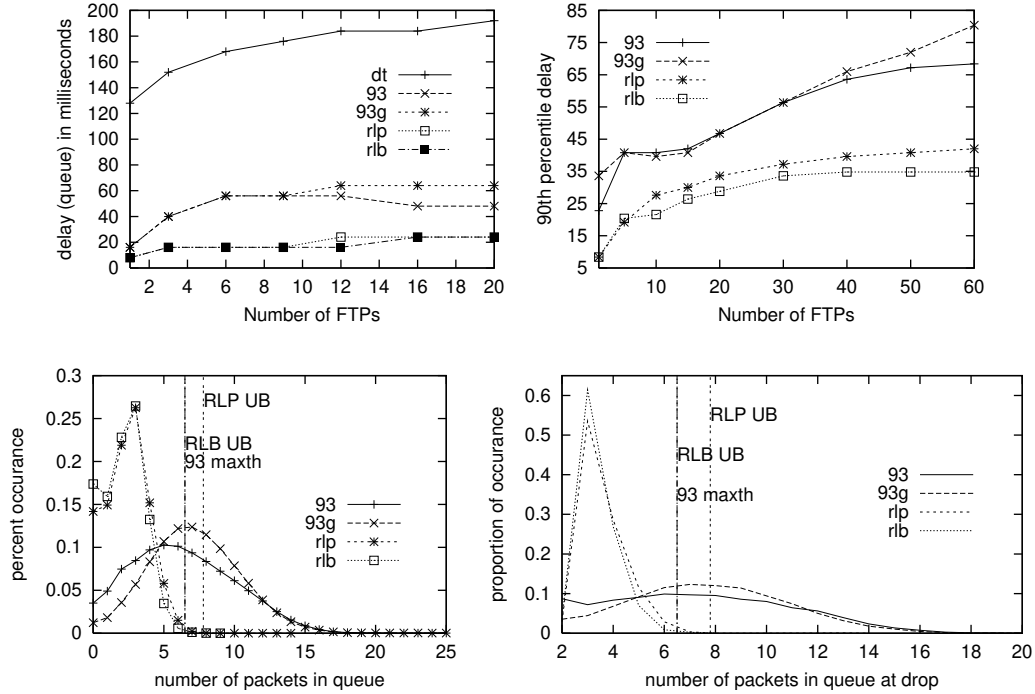 delay (queue) in milliseconds
200
180
160
140
120
100
80
60
40
20
0
dt
93
93g
rlp
rlb
2 4 6 8 10 12 14 16 18 20
Number of FTPs
90th percentile delay
85
75
65
55
45
35
25
15
5
93
93g
rlp
rlb
10 20 30 40 50 60
Number of FTPs
percent occurance
0.3
0.25
0.2
0.15
0.1
0.05
0
RLP UB
RLB UB
93 maxth
93
93g
rlp
rlb
0 5 10 15 20 25
number of packets in queue
proportion of occurance
0.6
0.5
0.4
0.3
0.2
0.1
0
RLP UB
RLB UB
93 maxth
93
93g
rlp
rlb
2 4 6 8 10 12 14 16 18 20
number of packets in queue at drop